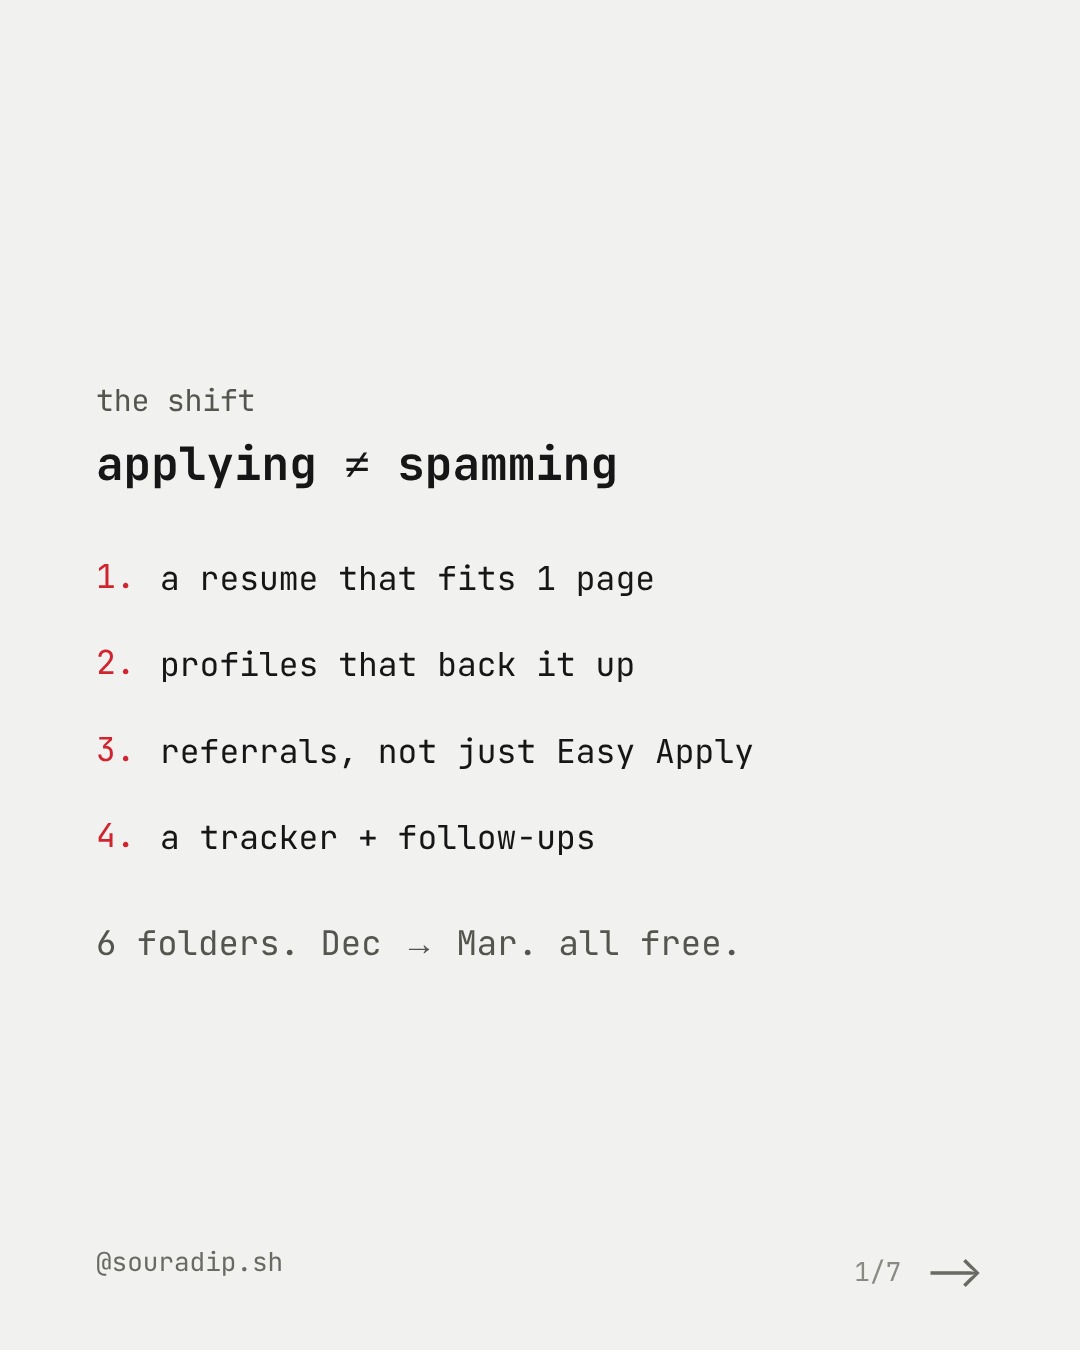 the shift
applying ≠ spamming
1. a resume that fits 1 page
2. profiles that back it up
3. referrals, not just Easy Apply
4. a tracker + follow-ups
6 folders. Dec → Mar. all free.
@souradip.sh
1/7 →